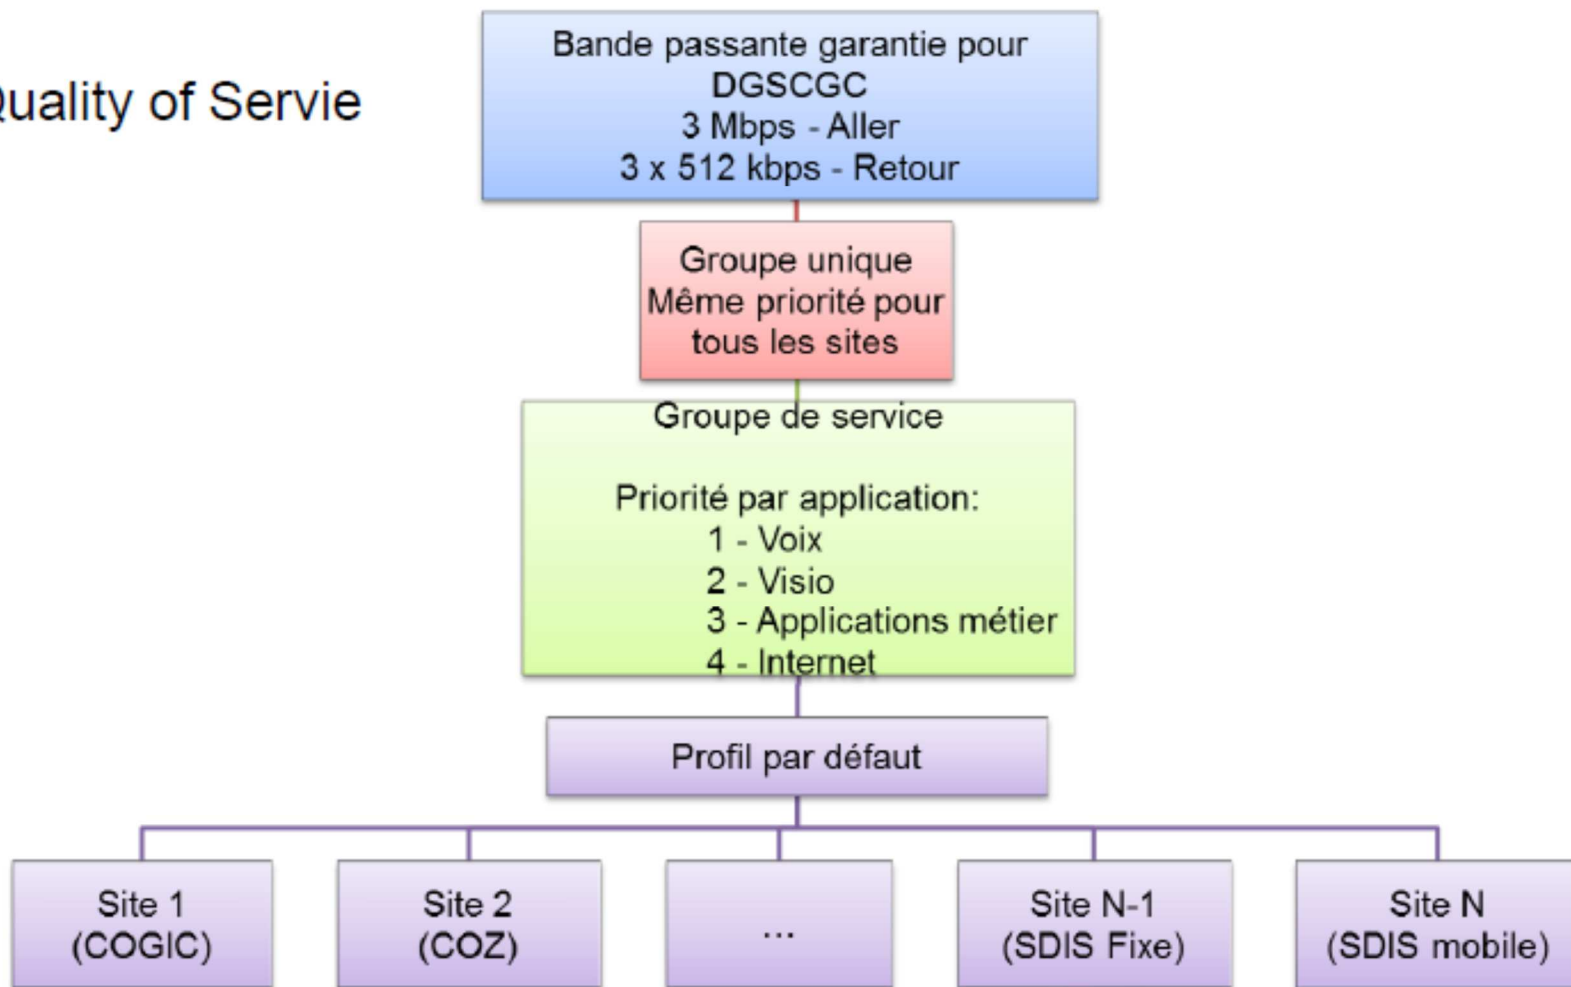 Quality of Servie
Bande passante garantie pour
DGSCGC
3 Mbps - Aller
3 x 512 kbps - Retour
Groupe unique
Même priorité pour
tous les sites
Groupe de service
Priorité par application:
1 - Voix
2 - Visio
3 - Applications métier
4 - Internet
Profil par défaut
Site 1
(COGIC)
Site 2
(COZ)
...
Site N-1
(SDIS Fixe)
Site N
(SDIS mobile)